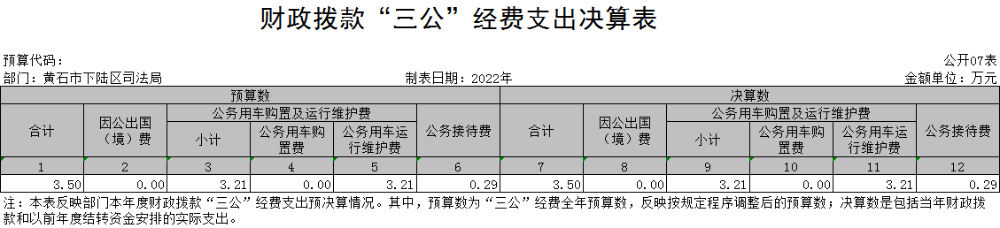 财政拨款“三公”经费支出决算表
预算代码： 公开07表
部门：黄石市下陆区司法局 制表日期：2022年 金额单位：万元
预算数 决算数
合计 因公出国（境）费 公务用车购置及运行维护费 公务接待费 合计 因公出国（境）费 公务用车购置及运行维护费 公务接待费
小计 公务用车购置费 公务用车运行维护费 小计 公务用车购置费 公务用车运行维护费
1 2 3 4 5 6 7 8 9 10 11 12
3.50 0.00 3.21 0.00 3.21 0.29 3.50 0.00 3.21 0.00 3.21 0.29
注：本表反映部门本年度财政拨款“三公”经费支出预决算情况。其中，预算数为“三公”经费全年预算数，反映按规定程序调整后的预算数；决算数是包括当年财政拨
款和以前年度结转资金安排的实际支出。